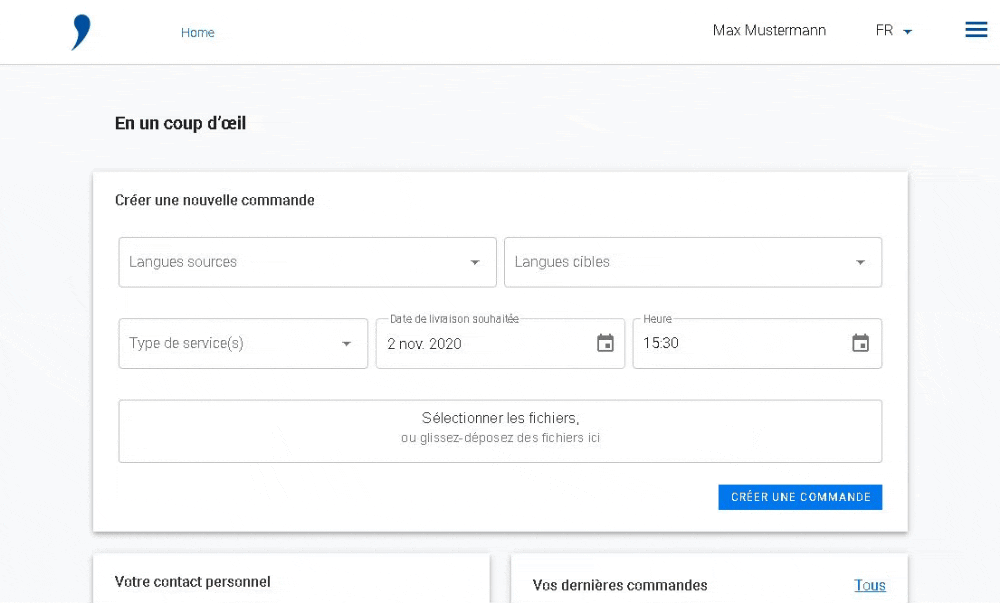 Home
Max Mustermann
FR
En un coup d’œil
Créer une nouvelle commande
Langues sources
Langues cibles
Type de service(s)
Date de livraison souhaitée
2 nov. 2020
Heure
15:30
Sélectionner les fichiers,
ou glissez-déposez des fichiers ici
CRÉER UNE COMMANDE
Votre contact personnel
Vos dernières commandes
Tous